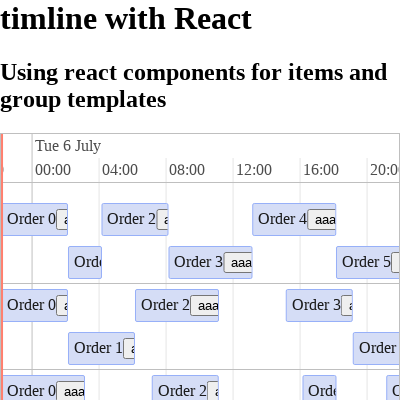 timline with React
Using react components for items and
group templates
Tue 6 July
00:00 04:00 08:00 12:00 16:00 20:0
Order 0 Order 2 Order 4 aaa
Order 3 aaa Order 5
Order 0 Order 2 aaa Order 3
Order 1 Order
Order 0 aaa Order 2